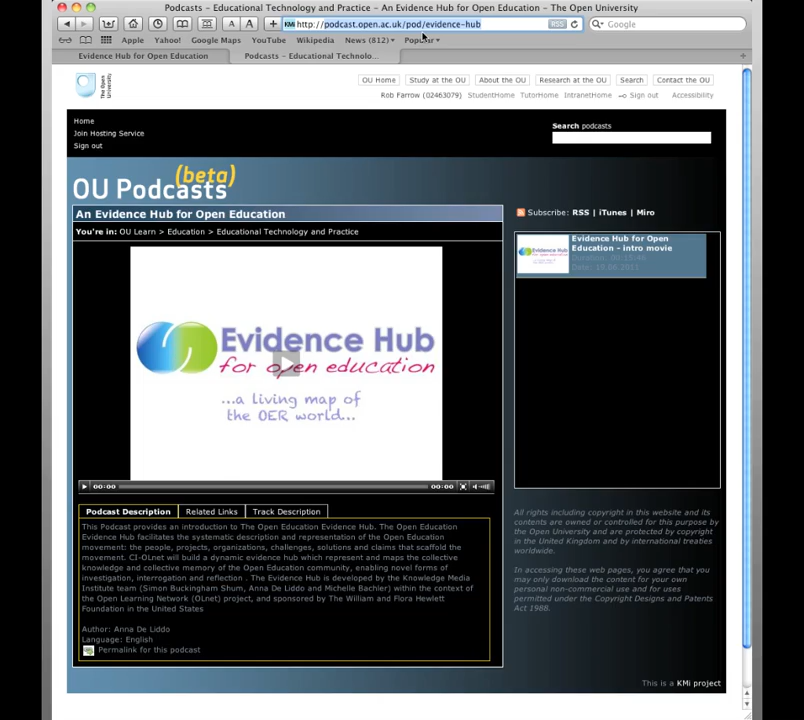 Podcasts – Educational Technology and Practice – An Evidence Hub for Open Education – The Open University
A A
KMi http://podcast.open.ac.uk/pod/evidence-hub RSS
Google
Apple Yahoo! Google Maps YouTube Wikipedia News (812) Popular
Evidence Hub for Open Education
Podcasts – Educational Technolo...
The Open University
OU Home Study at the OU About the OU Research at the OU Search Contact the OU
Rob Farrow (02463079) StudentHome TutorHome IntranetHome Sign out Accessibility
Home
Join Hosting Service
Sign out
Search podcasts
OU Podcasts (beta)
An Evidence Hub for Open Education
You're in: OU Learn > Education > Educational Technology and Practice
Evidence Hub
for open education
...a living map of
the OER world...
00:00 00:00
Subscribe: RSS | iTunes | Miro
Evidence Hub for Open
Education – intro movie
Date: 10 06 2011
Podcast Description Related Links Track Description
This Podcast provides an introduction to The Open Education Evidence Hub. The Open Education
Evidence Hub facilitates the systematic description and representation of the Open Education
movement: the people, projects, organizations, challenges, solutions and claims that scaffold the
movement. CI-OLnet will build a dynamic evidence hub which represent and maps the collective
knowledge and collective memory of the Open Education community, enabling novel forms of
investigation, interrogation and reflection . The Evidence Hub is developed by the Knowledge Media
Institute team (Simon Buckingham Shum, Anna De Liddo and Michelle Bachler) within the context of
the Open Learning Network (OLnet) project, and sponsored by The William and Flora Hewlett
Foundation in the United States
Author: Anna De Liddo
Language: English
Permalink for this podcast
All rights including copyright in this website and its
contents are owned or controlled for this purpose by
the Open University and are protected by copyright
in the United Kingdom and by international treaties
worldwide.
In accessing these web pages, you agree that you
may only download the content for your own
personal non-commercial use and for uses
permitted under the Copyright Designs and Patents
Act 1988.
This is a KMi project